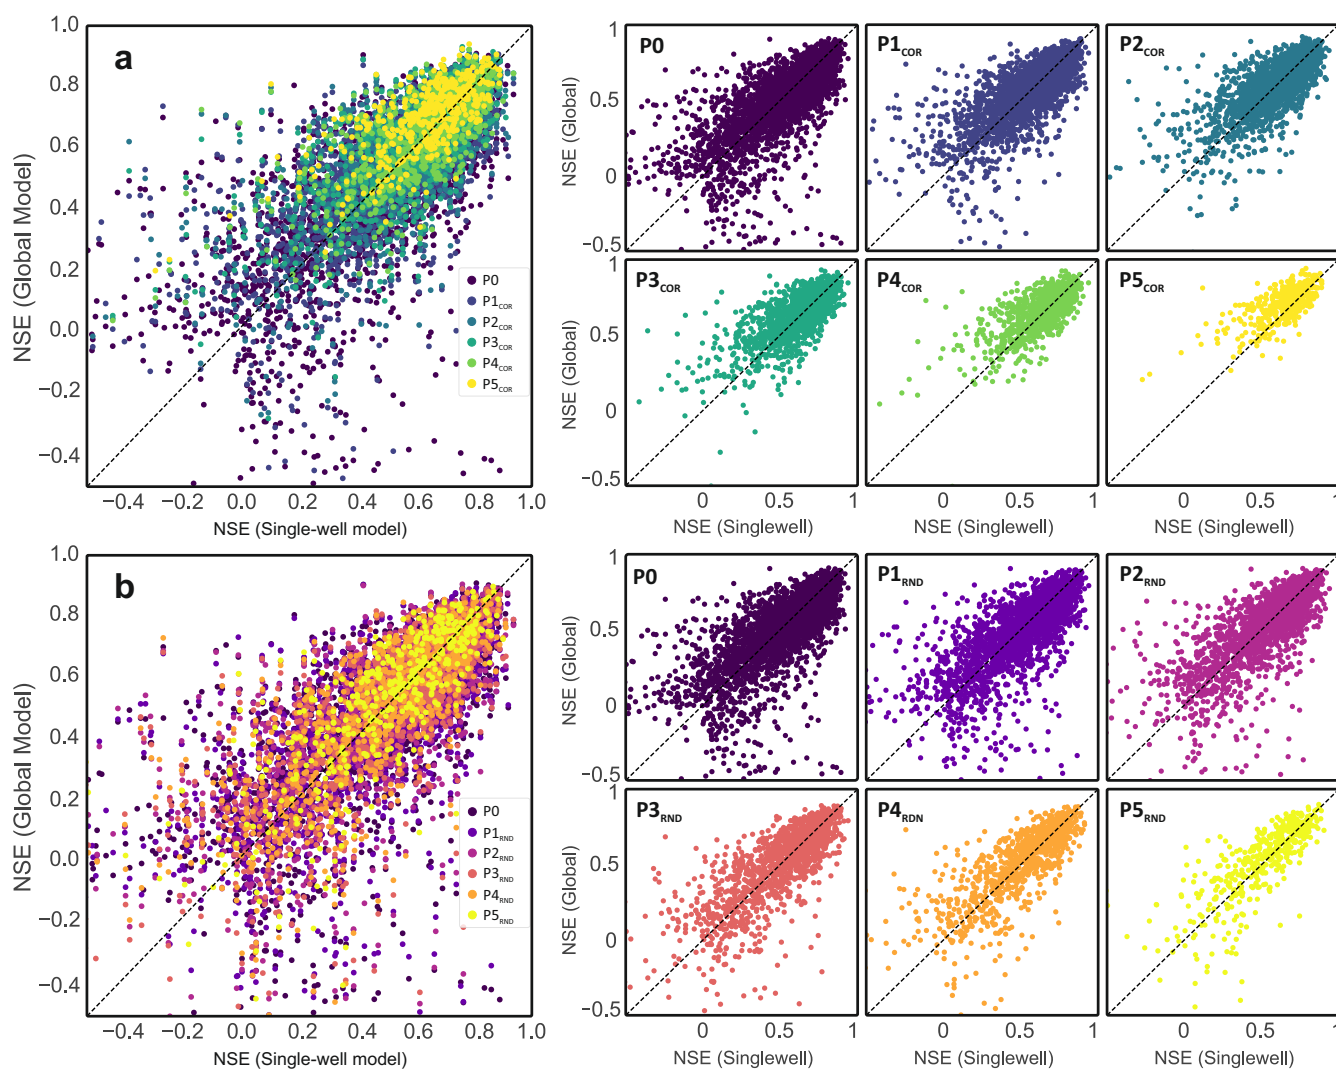 a
1.0
0.8
0.6
0.4
0.2
0.0
−0.2
−0.4
NSE (Global Model)
P0
P1COR
P2COR
P3COR
P4COR
P5COR
−0.4 −0.2 0.0 0.2 0.4 0.6 0.8 1.0
NSE (Single-well model)
P0
P1COR
P2COR
1
0.5
0
−0.5
NSE (Global)
P3COR
P4COR
P5COR
1
0.5
0
−0.5
NSE (Global)
0 0.5 1
0 0.5 1
0 0.5 1
NSE (Singlewell)
NSE (Singlewell)
NSE (Singlewell)
b
1.0
0.8
0.6
0.4
0.2
0.0
−0.2
−0.4
NSE (Global Model)
P0
P1RND
P2RND
P3RND
P4RND
P5RND
−0.4 −0.2 0.0 0.2 0.4 0.6 0.8 1.0
NSE (Single-well model)
P0
P1RND
P2RND
1
0.5
0
−0.5
NSE (Global)
P3RND
P4RDN
P5RND
1
0.5
0
−0.5
NSE (Global)
0 0.5 1
0 0.5 1
0 0.5 1
NSE (Singlewell)
NSE (Singlewell)
NSE (Singlewell)